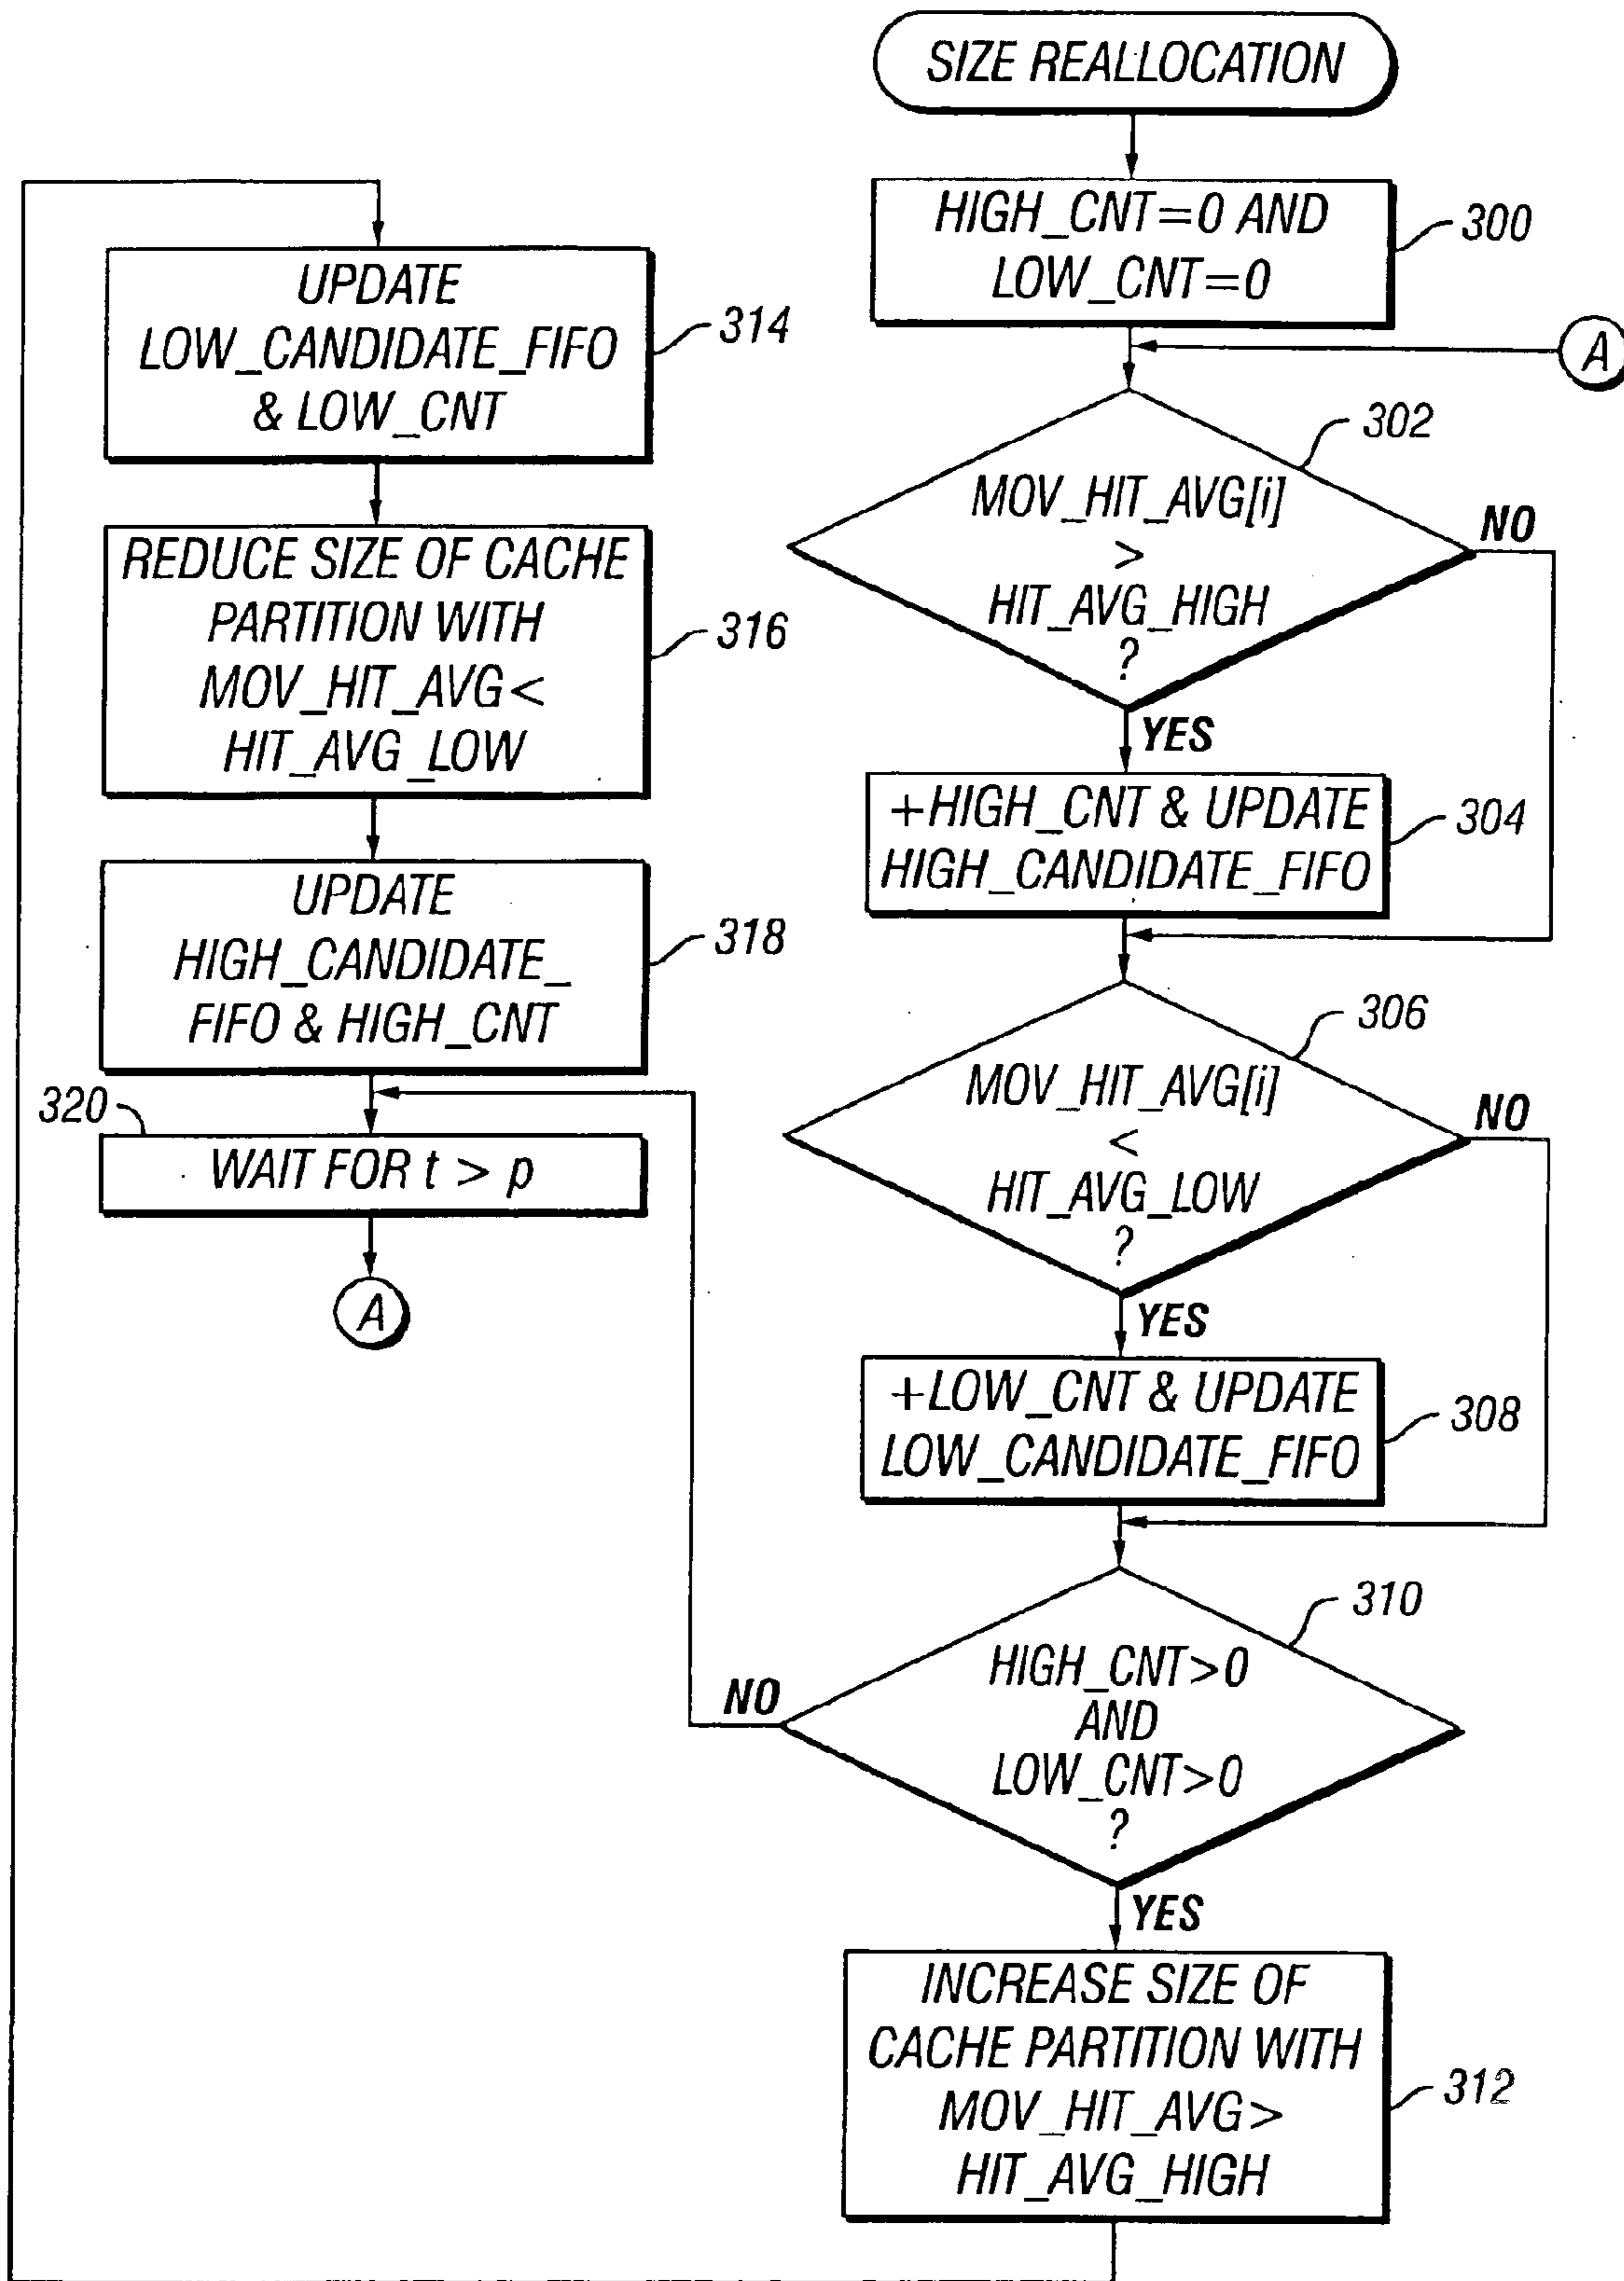 SIZE REALLOCATION
HIGH_CNT=0 AND
LOW_CNT=0
300
A
302
MOV_HIT_AVG[i]
>
HIT_AVG_HIGH
?
NO
YES
+HIGH_CNT & UPDATE
HIGH_CANDIDATE_FIFO
304
306
MOV_HIT_AVG[i]
<
HIT_AVG_LOW
?
NO
YES
+LOW_CNT & UPDATE
LOW_CANDIDATE_FIFO
308
310
HIGH_CNT>0
AND
LOW_CNT>0
?
NO
YES
INCREASE SIZE OF
CACHE PARTITION WITH
MOV_HIT_AVG>
HIT_AVG_HIGH
312
UPDATE
LOW_CANDIDATE_FIFO
& LOW_CNT
314
REDUCE SIZE OF CACHE
PARTITION WITH
MOV_HIT_AVG<
HIT_AVG_LOW
316
UPDATE
HIGH_CANDIDATE_
FIFO & HIGH_CNT
318
320
WAIT FOR t > p
A